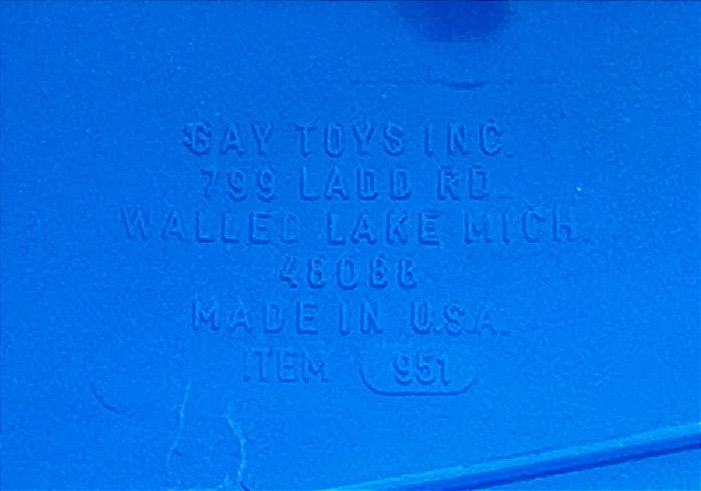 GAY TOYS INC.
799 LADD RD.
WALLED LAKE MICH.
48088
MADE IN U.S.A.
ITEM 951